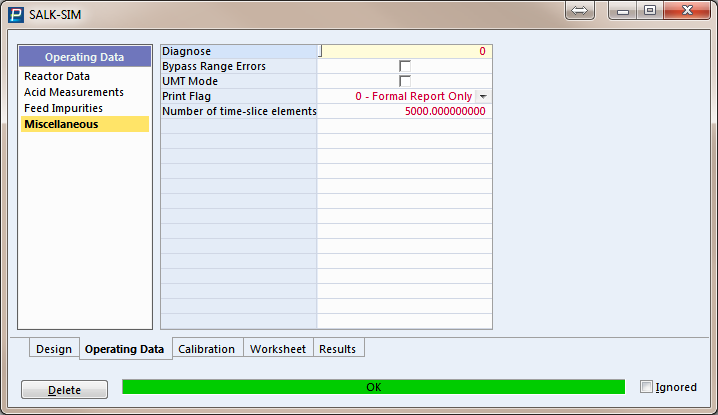 SALK-SIM
Operating Data
Reactor Data
Acid Measurements
Feed Impurities
Miscellaneous
Diagnose 0
Bypass Range Errors
UMT Mode
Print Flag 0 - Formal Report Only
Number of time-slice elements 5000.000000000
Design Operating Data Calibration Worksheet Results
Delete OK Ignored